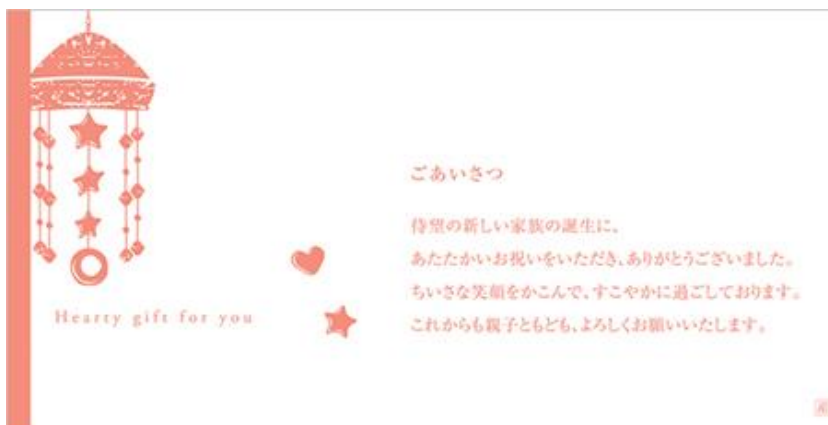 Hearty gift for you
ごあいさつ
待望の新しい家族の誕生に、
あたたかいお祝いをいただき、ありがとうございました。
ちいさな笑顔をかこんで、すこやかに過ごしております。
これからも親子ともども、よろしくお願いいたします。